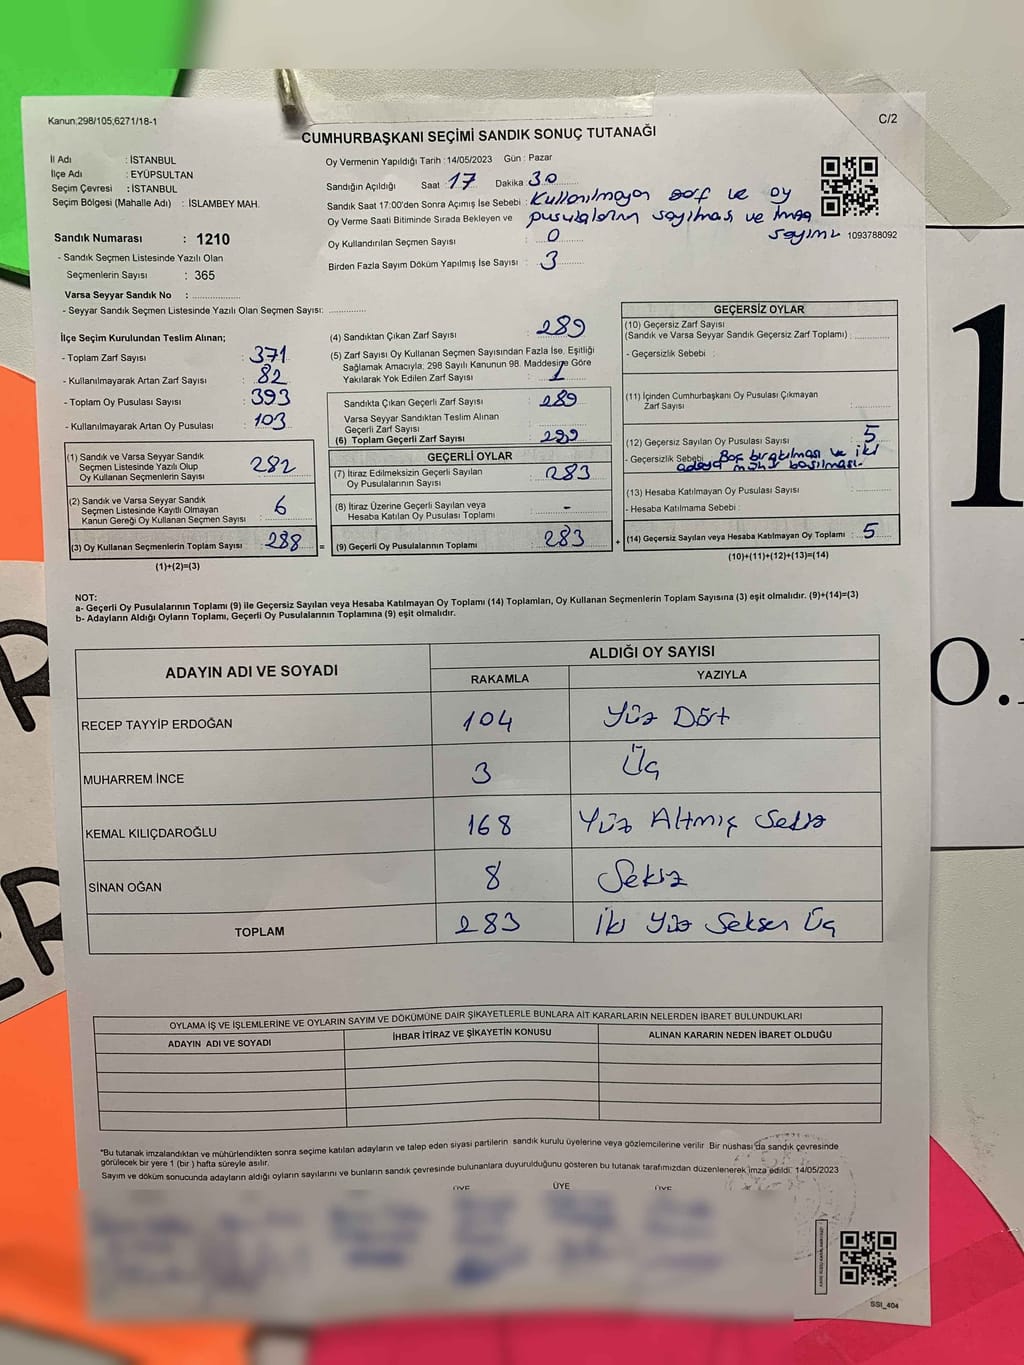 Kanun;298/105,6271/18-1
C/2
CUMHURBAŞKANI SEÇİMİ SANDIK SONUÇ TUTANAĞI
İl Adı : İSTANBUL
İlçe Adı : EYÜPSULTAN
Seçim Çevresi : İSTANBUL
Seçim Bölgesi (Mahalle Adı) : İSLAMBEY MAH.
Oy Vermenin Yapıldığı Tarih : 14/05/2023 Gün : Pazar
Sandığın Açıldığı Saat : 17 Dakika : 30
Sandık Saat 17:00'den Sonra Açımış İse Sebebi : Kullanılmayan zarf ve oy
Oy Verme Saati Bitiminde Sırada Bekleyen ve pusulaların sayılması ve imza
sayımı
Oy Kullandırılan Seçmen Sayısı : 0
1093788092
Birden Fazla Sayım Döküm Yapılmış İse Sayısı : 3
Sandık Numarası : 1210
- Sandık Seçmen Listesinde Yazılı Olan
Seçmenlerin Sayısı : 365
Varsa Seyyar Sandık No : ..................
- Seyyar Sandık Seçmen Listesinde Yazılı Olan Seçmen Sayısı: ..............
İlçe Seçim Kurulundan Teslim Alınan;
- Toplam Zarf Sayısı : 371
- Kullanılmayarak Artan Zarf Sayısı : 82
- Toplam Oy Pusulası Sayısı : 393
- Kullanılmayarak Artan Oy Pusulası : 103
(1) Sandık ve Varsa Seyyar Sandık
Seçmen Listesinde Yazılı Olup
Oy Kullanan Seçmenlerin Sayısı : 282
(2) Sandık ve Varsa Seyyar Sandık
Seçmen Listesinde Kayıtlı Olmayan
Kanun Gereği Oy Kullanan Seçmen Sayısı : 6
(3) Oy Kullanan Seçmenlerin Toplam Sayısı : 288 =
(1)+(2)=(3)
(4) Sandıktan Çıkan Zarf Sayısı : 289
(5) Zarf Sayısı Oy Kullanan Seçmen Sayısından Fazla İse, Eşitliği
Sağlamak Amacıyla; 298 Sayılı Kanunun 98. Maddesine Göre
Yakılarak Yok Edilen Zarf Sayısı : 1
Sandıkta Çıkan Geçerli Zarf Sayısı : 289
Varsa Seyyar Sandıktan Teslim Alınan
Geçerli Zarf Sayısı
(6) Toplam Geçerli Zarf Sayısı : 299
GEÇERLİ OYLAR
(7) İtiraz Edilmeksizin Geçerli Sayılan
Oy Pusulalarının Sayısı : 283
(8) İtiraz Üzerine Geçerli Sayılan veya
Hesaba Katılan Oy Pusulası Toplamı : -
(9) Geçerli Oy Pusulalarının Toplamı : 283 +
GEÇERSİZ OYLAR
(10) Geçersiz Zarf Sayısı
(Sandık ve Varsa Seyyar Sandık Geçersiz Zarf Toplamı) :
- Geçersizlik Sebebi :
(11) İçinden Cumhurbaşkanı Oy Pusulası Çıkmayan
Zarf Sayısı :
(12) Geçersiz Sayılan Oy Pusulası Sayısı : 5
- Geçersizlik Sebebi : Boş bırakılması ve iki
adaya mühür basılması.
(13) Hesaba Katılmayan Oy Pusulası Sayısı :
- Hesaba Katılmama Sebebi :
(14) Geçersiz Sayılan veya Hesaba Katılmayan Oy Toplamı : 5
(10)+(11)+(12)+(13)=(14)
NOT:
a- Geçerli Oy Pusulalarının Toplamı (9) ile Geçersiz Sayılan veya Hesaba Katılmayan Oy Toplamı (14) Toplamları, Oy Kullanan Seçmenlerin Toplam Sayısına (3) eşit olmalıdır. (9)+(14)=(3)
b- Adayların Aldığı Oyların Toplamı, Geçerli Oy Pusulalarının Toplamına (9) eşit olmalıdır.
ADAYIN ADI VE SOYADI
ALDIĞI OY SAYISI
RAKAMLA YAZIYLA
RECEP TAYYİP ERDOĞAN 104 Yüz Dört
MUHARREM İNCE 3 Üç
KEMAL KILIÇDAROĞLU 168 Yüz Altmış Sekiz
SİNAN OĞAN 8 Sekiz
TOPLAM 283 İki Yüz Seksen Üç
OYLAMA İŞ VE İŞLEMLERİNE VE OYLARIN SAYIM VE DÖKÜMÜNE DAİR ŞİKAYETLERLE BUNLARA AİT KARARLARIN NELERDEN İBARET BULUNDUKLARI
ADAYIN ADI VE SOYADI İHBAR İTİRAZ VE ŞİKAYETİN KONUSU ALINAN KARARIN NEDEN İBARET OLDUĞU
*Bu tutanak imzalandıktan ve mühürlendikten sonra seçime katılan adayların ve talep eden siyasi partilerin sandık kurulu üyelerine veya gözlemcilerine verilir .Bir nüshası da sandık çevresinde
görülecek bir yere 1 (bir ) hafta süreyle asılır.
Sayım ve döküm sonucunda adayların aldığı oyların sayılarını ve bunların sandık çevresinde bulunanlara duyurulduğunu gösteren bu tutanak tarafımızdan düzenlenerek imza edildi. 14/05/2023
ÜYE ÜYE ÜYE
SSI_404
1
O.
R
ER